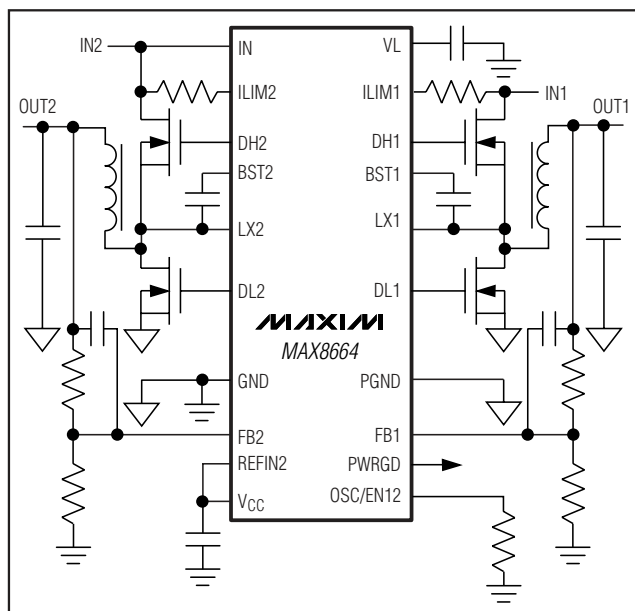 IN2
IN
VL
ILIM2
ILIM1
IN1
OUT2
OUT1
DH2
DH1
BST2
BST1
LX2
LX1
DL2
DL1
MAXIM
MAX8664
GND
PGND
FB2
FB1
REFIN2
PWRGD
VCC
OSC/EN12